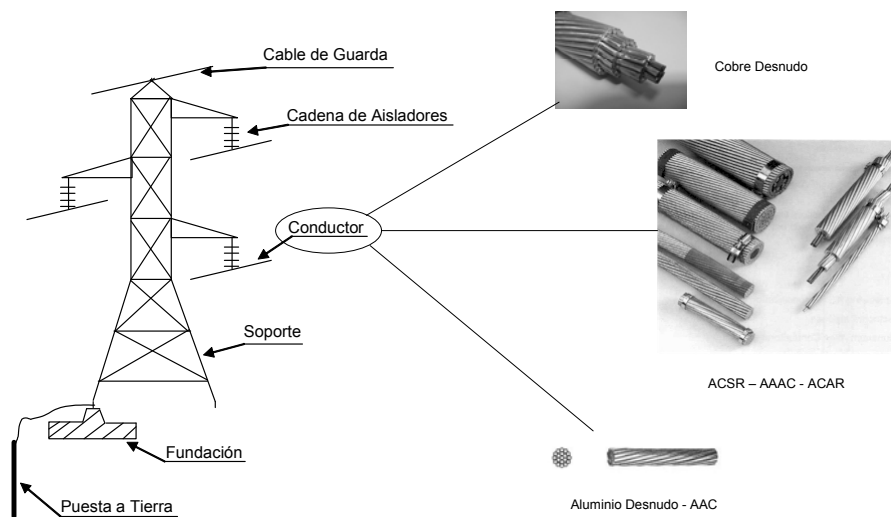 Cable de Guarda
Cobre Desnudo
Cadena de Aisladores
Conductor
Soporte
ACSR – AAAC - ACAR
Fundación
Puesta a Tierra
Aluminio Desnudo - AAC